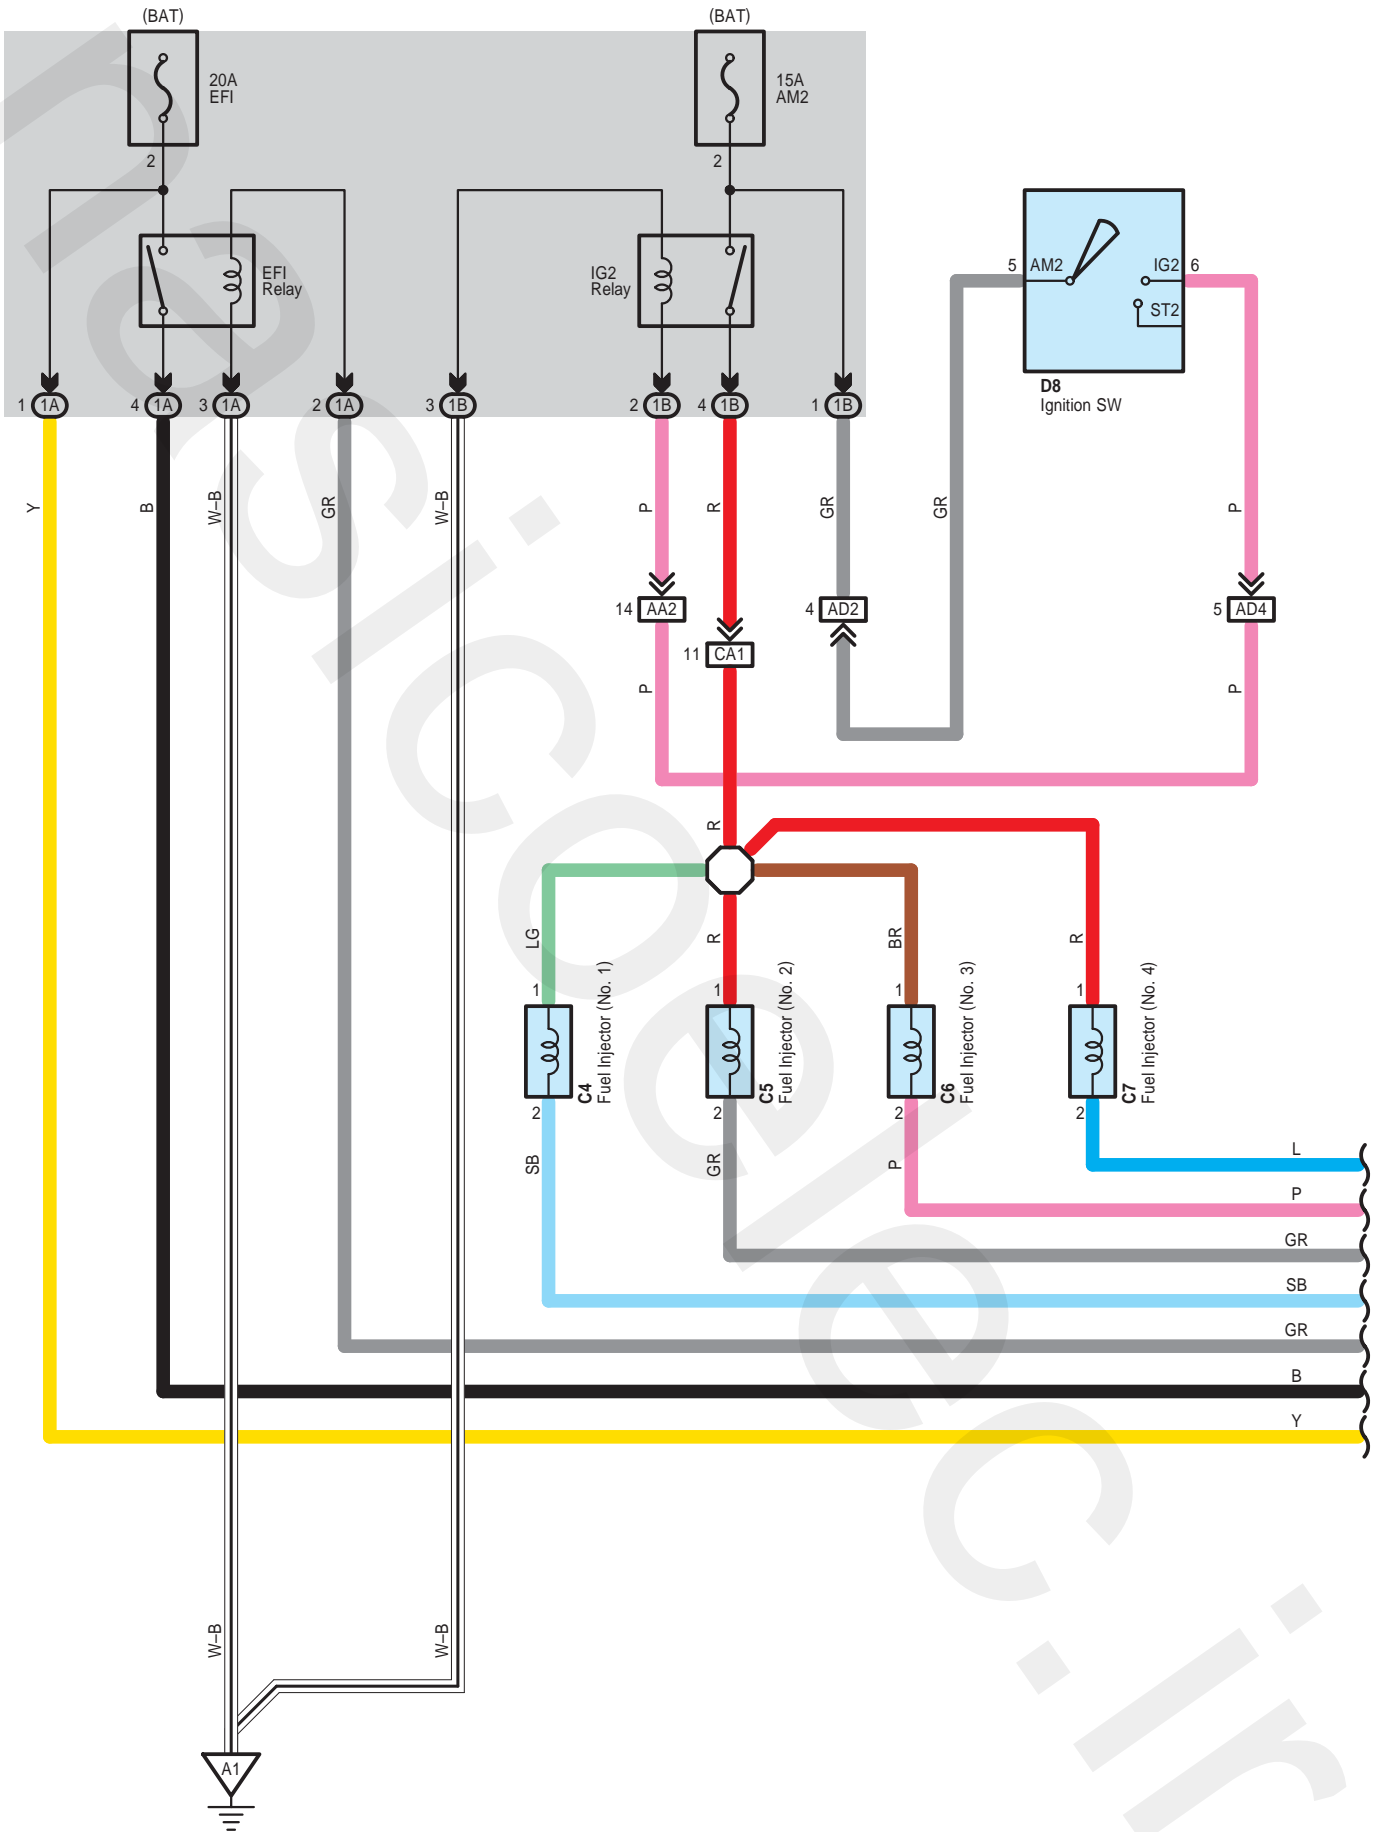 (BAT)
(BAT)
20A
EFI
15A
AM2
2
2
EFI
Relay
IG2
Relay
5
AM2
IG2
6
ST2
D8
Ignition SW
1 1A
4 1A
3 1A
2 1A
3 1B
2 1B
4 1B
1 1B
Y
B
W–B
GR
W–B
P
R
GR
GR
P
14 AA2
4 AD2
5 AD4
11 CA1
P
P
R
LG
R
BR
R
1
1
1
1
C4
Fuel Injector (No. 1)
C5
Fuel Injector (No. 2)
C6
Fuel Injector (No. 3)
C7
Fuel Injector (No. 4)
2
2
2
2
SB
GR
P
L
P
GR
SB
GR
B
Y
W–B
W–B
A1
nasicoelec.ir